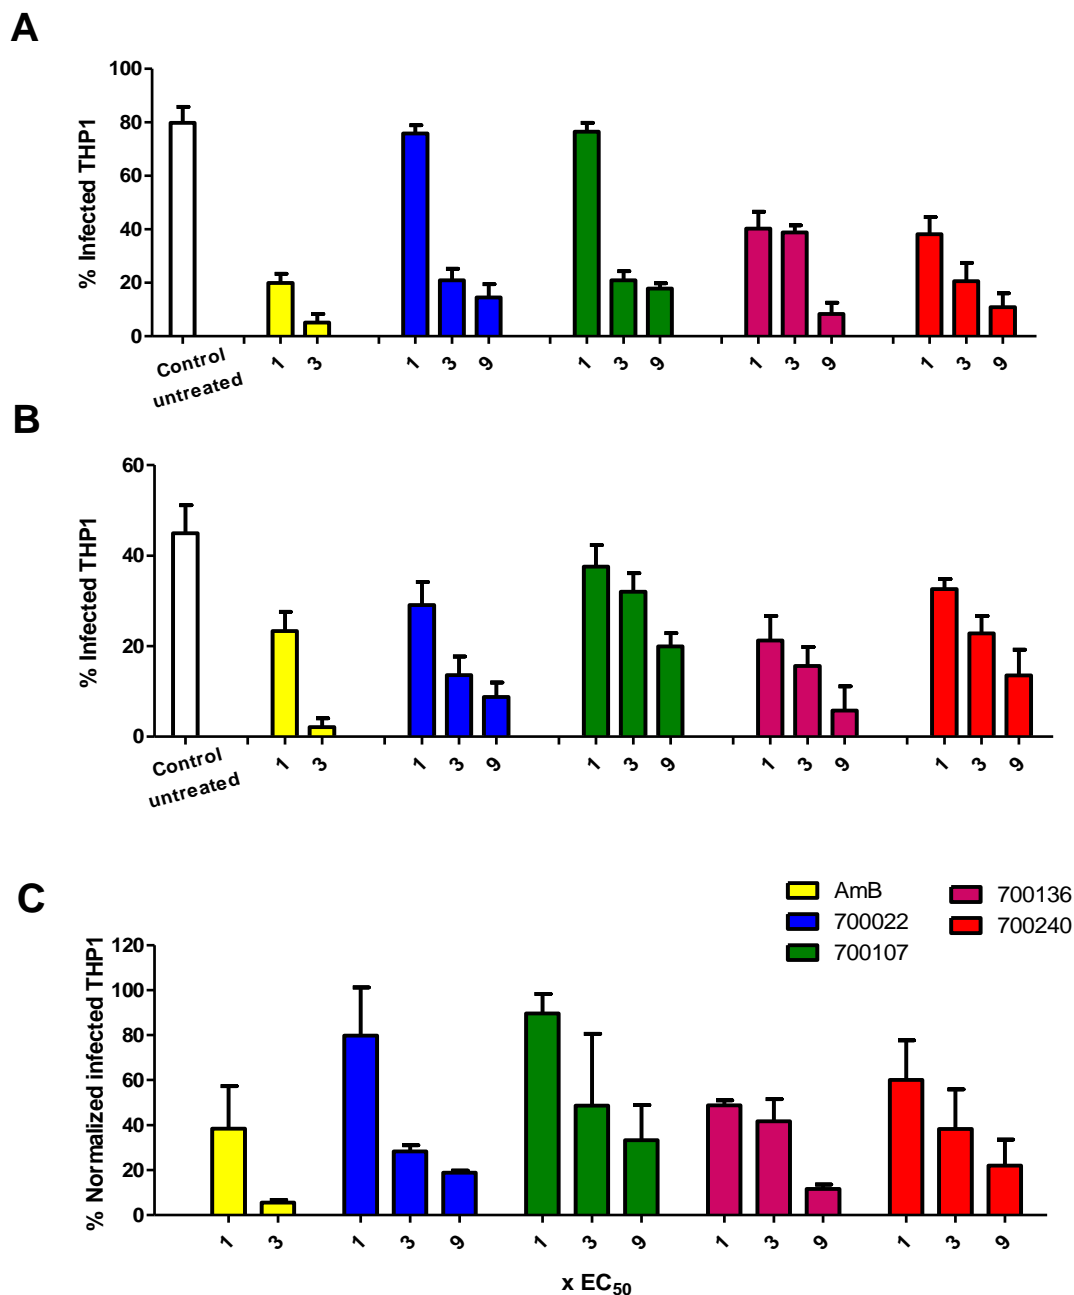 A
% Infected THP1
100
80
60
40
20
0
Control
untreated
1 3 1 3 9 1 3 9 1 3 9 1 3 9
B
% Infected THP1
60
40
20
0
Control
untreated
1 3 1 3 9 1 3 9 1 3 9 1 3 9
C
AmB
700022
700107
700136
700240
% Normalized infected THP1
120
100
80
60
40
20
0
1 3 1 3 9 1 3 9 1 3 9 1 3 9
x EC50